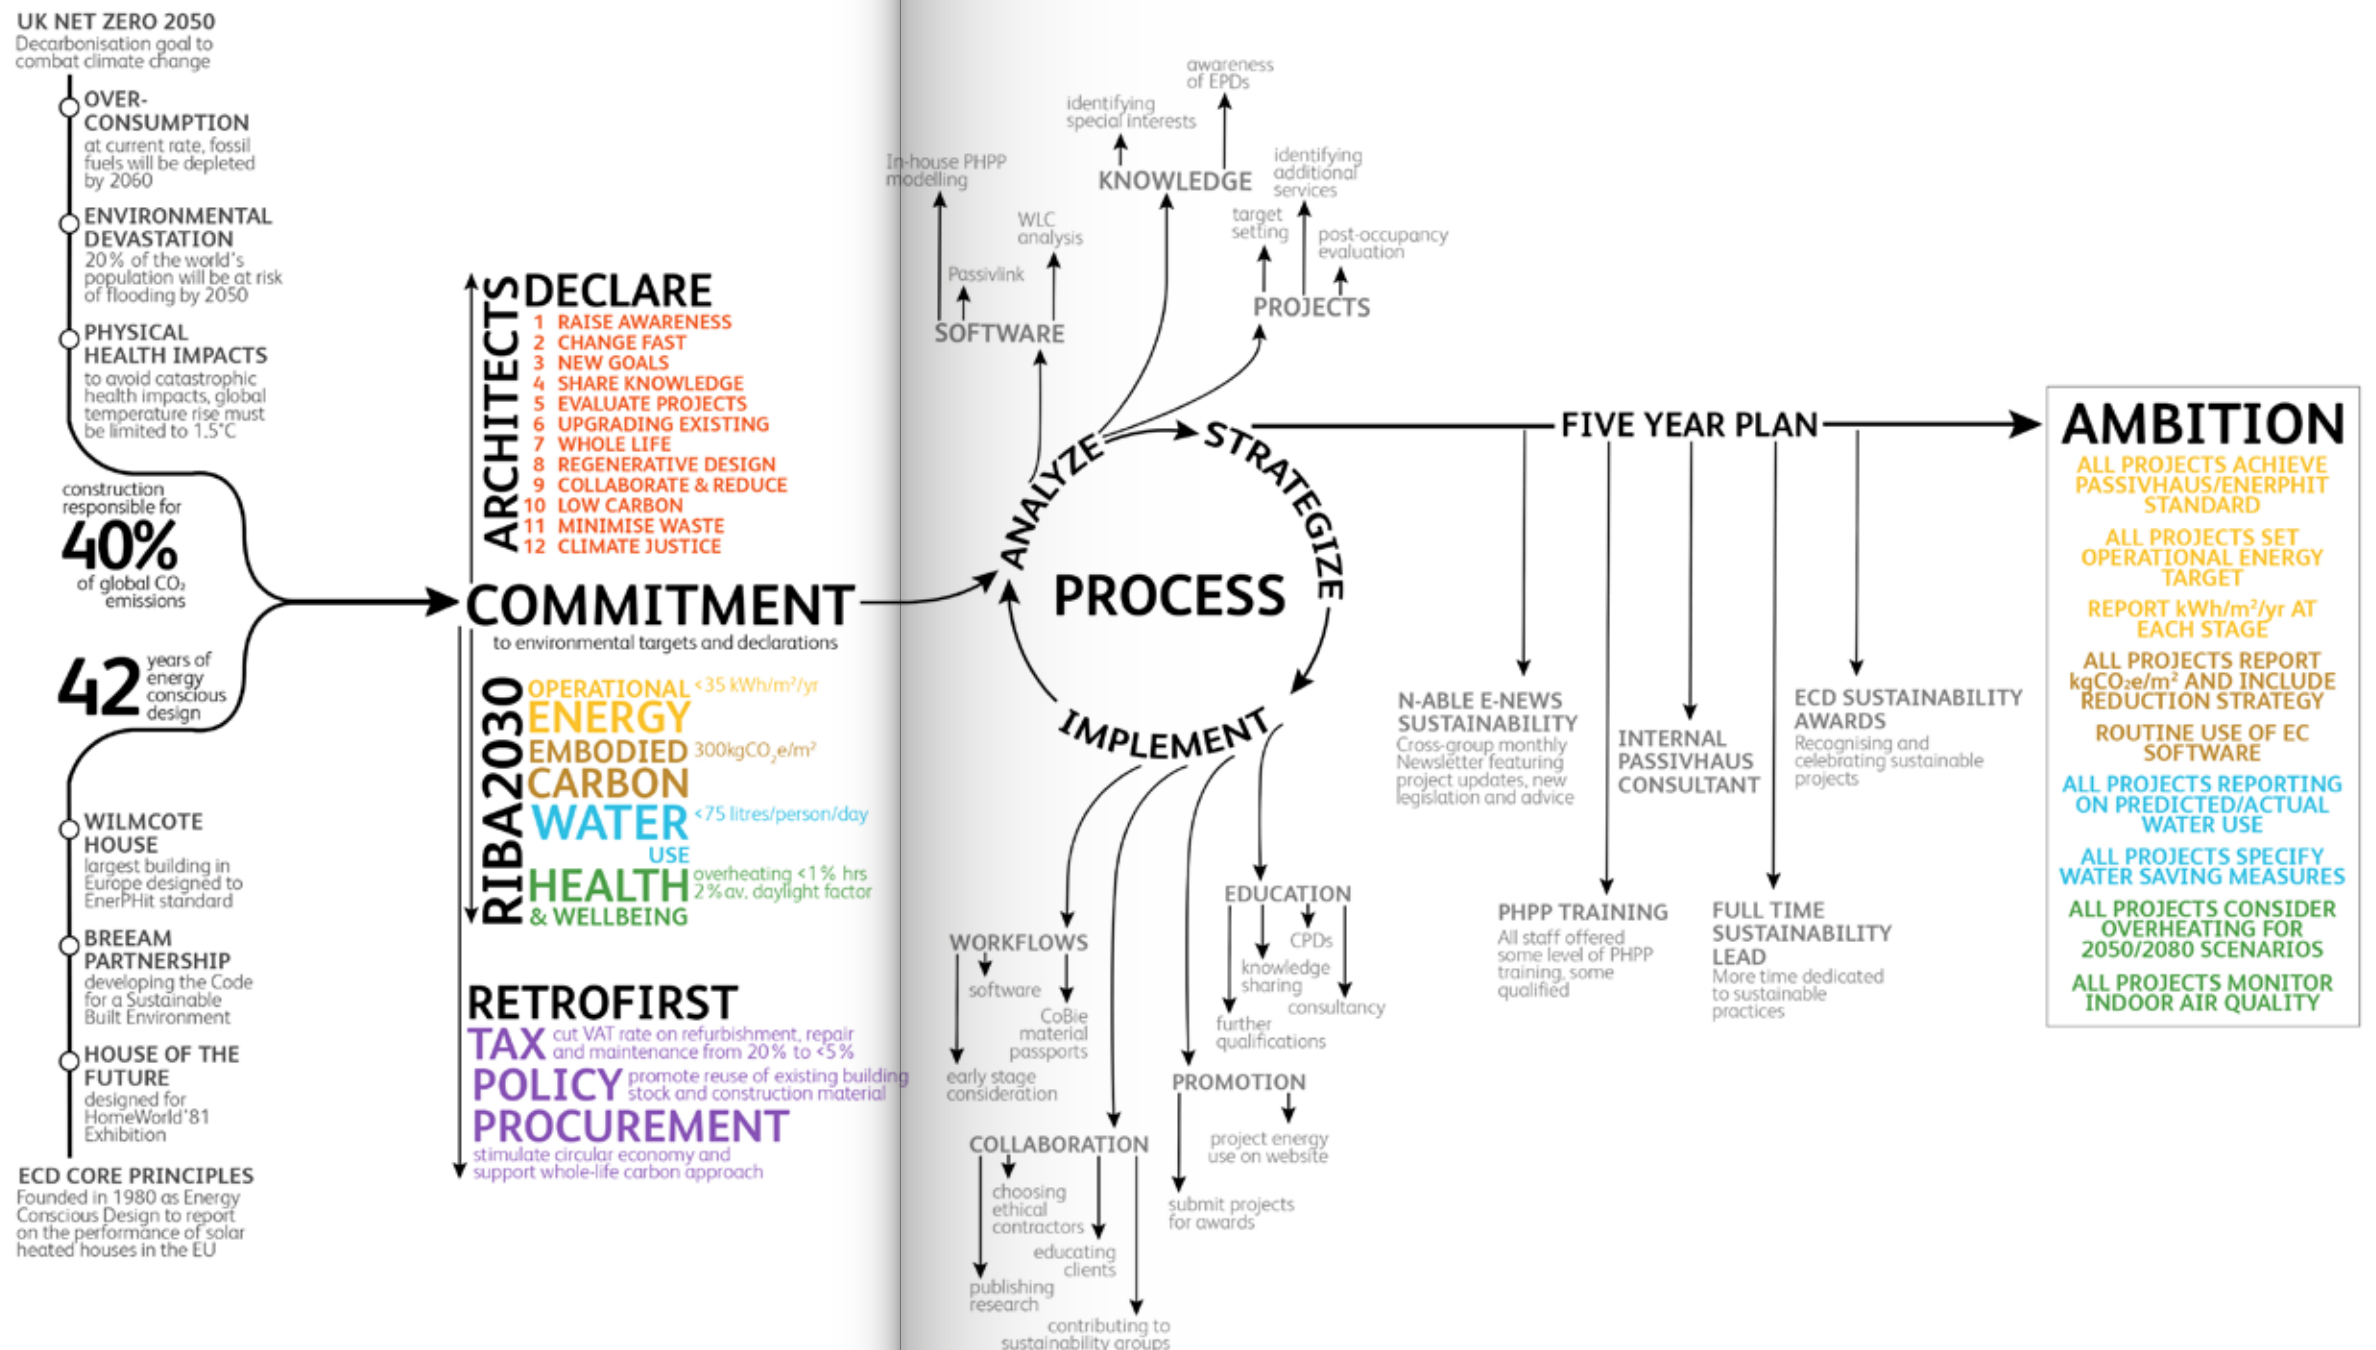 UK NET ZERO 2050
Decarbonisation goal to
combat climate change
OVER-
CONSUMPTION
at current rate, fossil
fuels will be depleted
by 2060
ENVIRONMENTAL
DEVASTATION
20% of the world's
population will be at risk
of flooding by 2050
PHYSICAL
HEALTH IMPACTS
to avoid catastrophic
health impacts, global
temperature rise must
be limited to 1.5°C
construction
responsible for
40%
of global CO₂
emissions
42
years of
energy
conscious
design
WILMCOTE
HOUSE
largest building in
Europe designed to
EnerPHit standard
BREEAM
PARTNERSHIP
developing the Code
for a Sustainable
Built Environment
HOUSE OF THE
FUTURE
designed for
HomeWorld'81
Exhibition
ECD CORE PRINCIPLES
Founded in 1980 as Energy
Conscious Design to report
on the performance of solar
heated houses in the EU
ARCHITECTS
DECLARE
1 RAISE AWARENESS
2 CHANGE FAST
3 NEW GOALS
4 SHARE KNOWLEDGE
5 EVALUATE PROJECTS
6 UPGRADING EXISTING
7 WHOLE LIFE
8 REGENERATIVE DESIGN
9 COLLABORATE & REDUCE
10 LOW CARBON
11 MINIMISE WASTE
12 CLIMATE JUSTICE
COMMITMENT
to environmental targets and declarations
RIBA2030
OPERATIONAL <35 kWh/m²/yr
ENERGY
EMBODIED 300kgCO₂e/m²
CARBON
WATER <75 litres/person/day
USE
HEALTH overheating <1% hrs
2%av. daylight factor
& WELLBEING
RETROFIRST
TAX cut VAT rate on refurbishment, repair
and maintenance from 20% to <5%
POLICY promote reuse of existing building
stock and construction material
PROCUREMENT
stimulate circular economy and
support whole-life carbon approach
PROCESS
ANALYZE
In-house PHPP
modelling
Passivlink
WLC
analysis
SOFTWARE
identifying
special interests
awareness
of EPDs
KNOWLEDGE
target
setting
identifying
additional
services
post-occupancy
evaluation
PROJECTS
STRATEGIZE
IMPLEMENT
WORKFLOWS
software
CoBie
material
passports
early stage
consideration
COLLABORATION
choosing
ethical
contractors
educating
clients
publishing
research
contributing to
sustainability groups
EDUCATION
CPDs
knowledge
sharing
consultancy
further
qualifications
PROMOTION
project energy
use on website
submit projects
for awards
FIVE YEAR PLAN
N-ABLE E-NEWS
SUSTAINABILITY
Cross-group monthly
Newsletter featuring
project updates, new
legislation and advice
PHPP TRAINING
All staff offered
some level of PHPP
training, some
qualified
INTERNAL
PASSIVHAUS
CONSULTANT
FULL TIME
SUSTAINABILITY
LEAD
More time dedicated
to sustainable
practices
ECD SUSTAINABILITY
AWARDS
Recognising and
celebrating sustainable
projects
AMBITION
ALL PROJECTS ACHIEVE
PASSIVHAUS/ENERPHIT
STANDARD
ALL PROJECTS SET
OPERATIONAL ENERGY
TARGET
REPORT kWh/m²/yr AT
EACH STAGE
ALL PROJECTS REPORT
kgCO₂e/m² AND INCLUDE
REDUCTION STRATEGY
ROUTINE USE OF EC
SOFTWARE
ALL PROJECTS REPORTING
ON PREDICTED/ACTUAL
WATER USE
ALL PROJECTS SPECIFY
WATER SAVING MEASURES
ALL PROJECTS CONSIDER
OVERHEATING FOR
2050/2080 SCENARIOS
ALL PROJECTS MONITOR
INDOOR AIR QUALITY